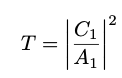 T = |C₁/A₁|²